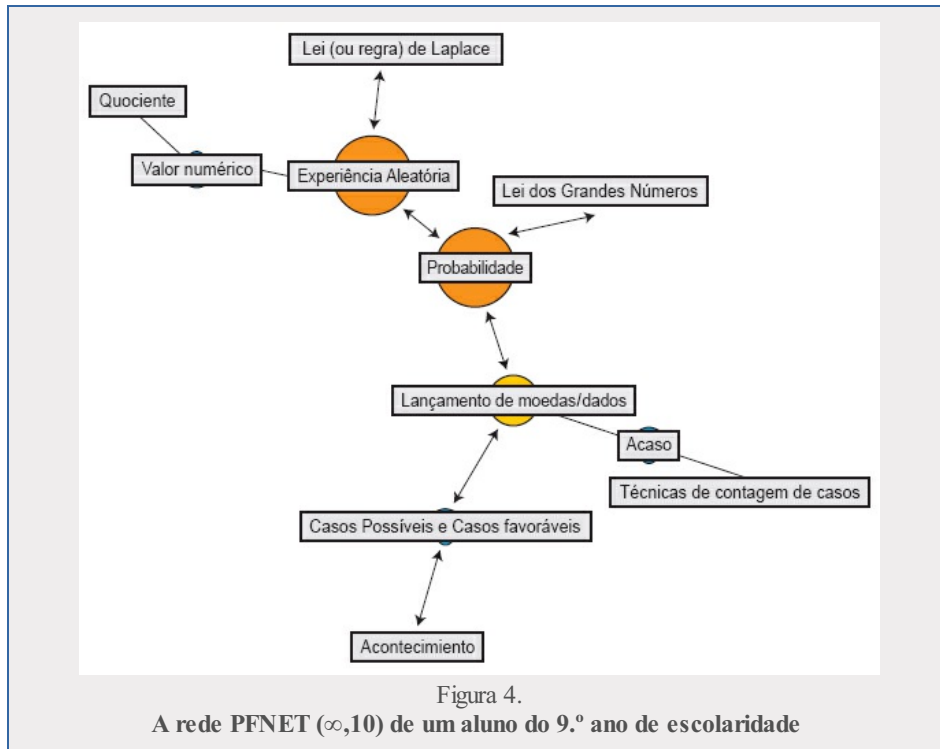 Lei (ou regra) de Laplace
Quociente
Valor numérico
Experiência Aleatória
Lei dos Grandes Números
Probabilidade
Lançamento de moedas/dados
Acaso
Técnicas de contagem de casos
Casos Possíveis e Casos favoráveis
Acontecimiento
Figura 4.
A rede PFNET (∞,10) de um aluno do 9.º ano de escolaridade